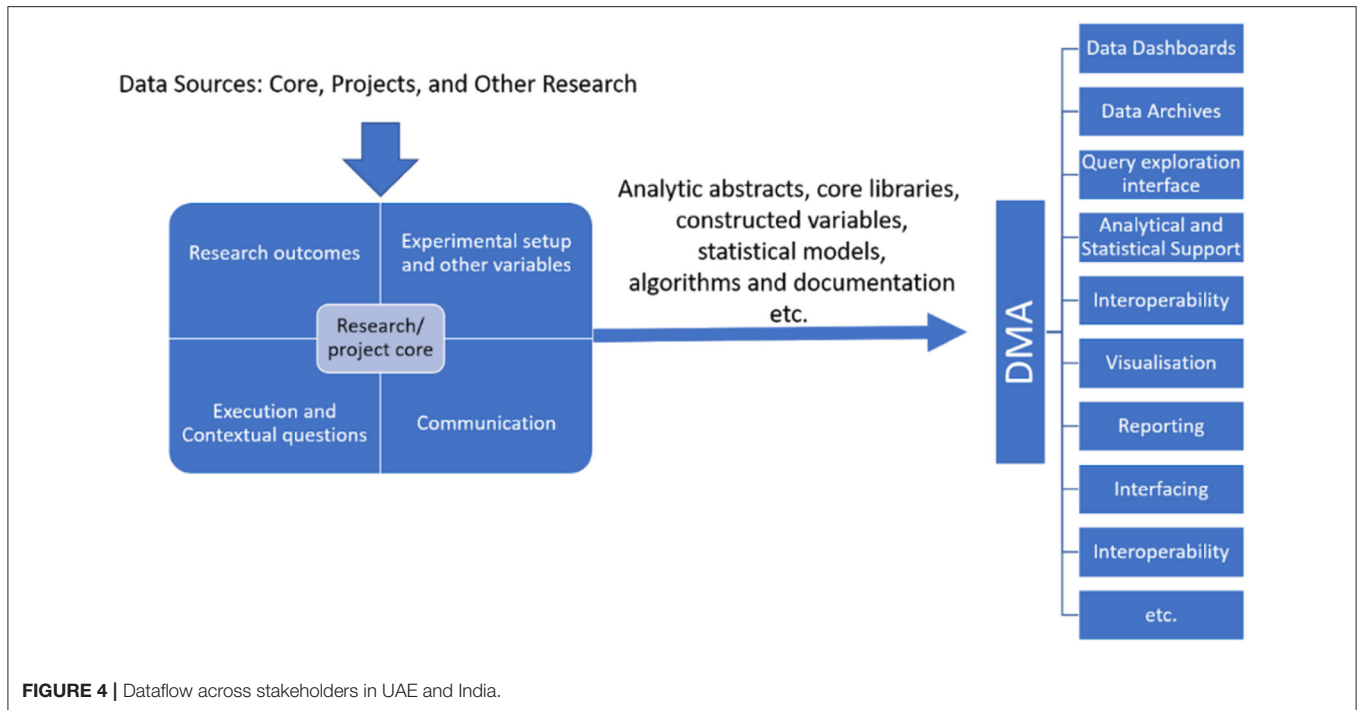 Data Sources: Core, Projects, and Other Research
Research outcomes
Experimental setup
and other variables
Research/
project core
Execution and
Contextual questions
Communication
Analytic abstracts, core libraries,
constructed variables,
statistical models,
algorithms and documentation
etc.
DMA
Data Dashboards
Data Archives
Query exploration
interface
Analytical and
Statistical Support
Interoperability
Visualisation
Reporting
Interfacing
Interoperability
etc.
FIGURE 4 | Dataflow across stakeholders in UAE and India.